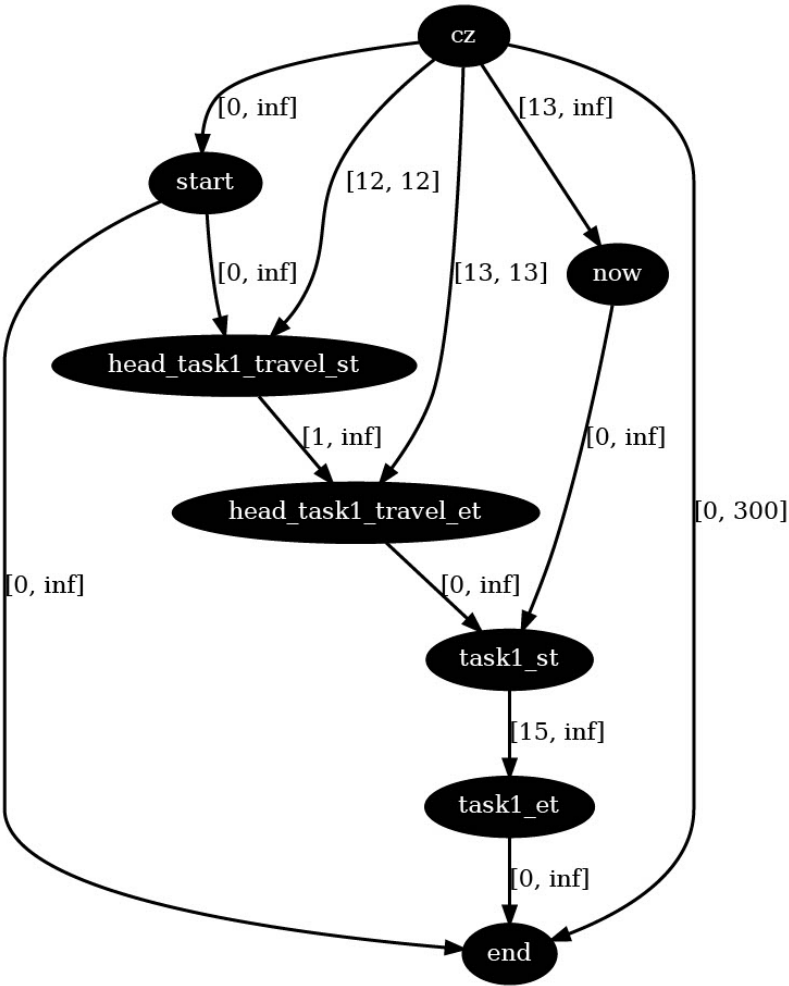 cz
[0, inf]
[13, inf]
start
[12, 12]
[0, inf]
[13, 13]
now
head_task1_travel_st
[1, inf]
[0, inf]
head_task1_travel_et
[0, 300]
[0, inf]
[0, inf]
task1_st
[15, inf]
task1_et
[0, inf]
end